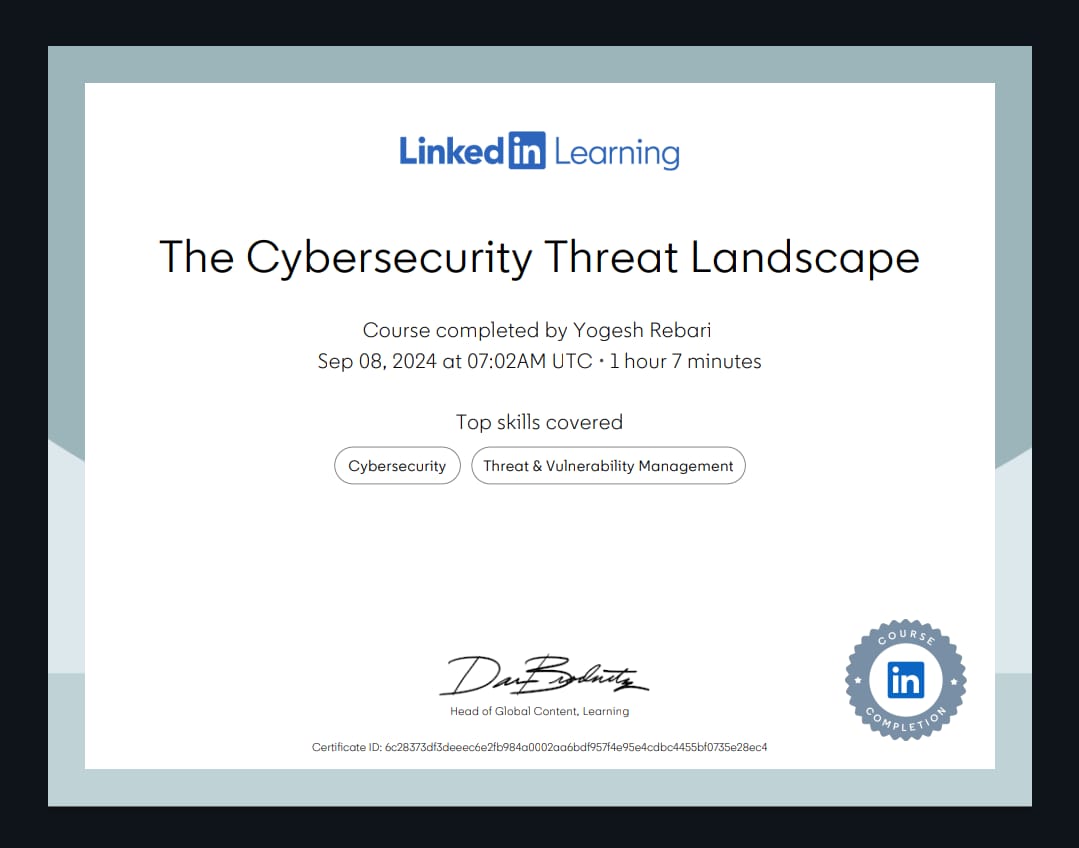 Linked in Learning
The Cybersecurity Threat Landscape
Course completed by Yogesh Rebari
Sep 08, 2024 at 07:02AM UTC • 1 hour 7 minutes
Top skills covered
Cybersecurity
Threat & Vulnerability Management
Dan Brodnitz
Head of Global Content, Learning
COURSE
in
COMPLETION
Certificate ID: 6c28373df3deeec6e2fb984a0002aa6bdf957f4e95e4cdbc4455bf0735e28ec4